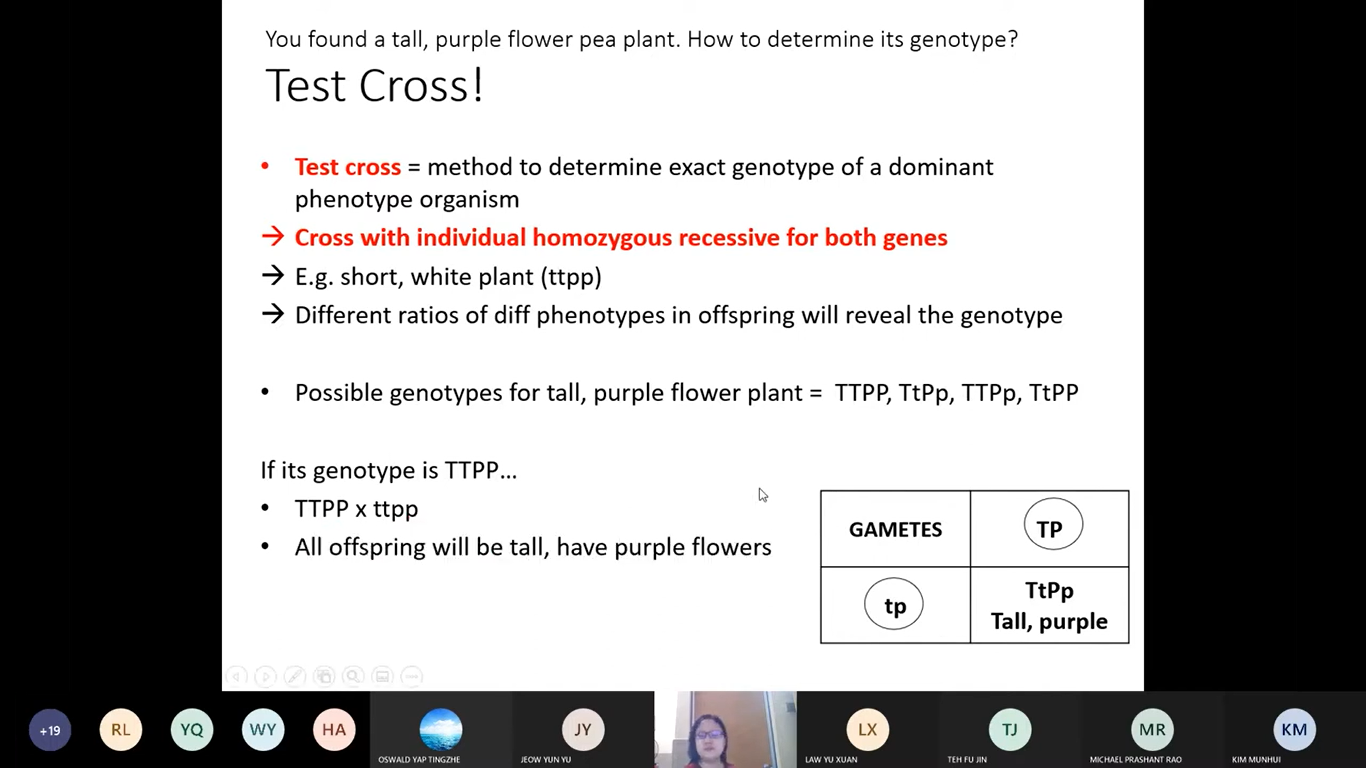 You found a tall, purple flower pea plant. How to determine its genotype?
Test Cross!
• Test cross = method to determine exact genotype of a dominant
phenotype organism
→ Cross with individual homozygous recessive for both genes
→ E.g. short, white plant (ttpp)
→ Different ratios of diff phenotypes in offspring will reveal the genotype
• Possible genotypes for tall, purple flower plant = TTPP, TtPp, TTPp, TtPP
If its genotype is TTPP...
• TTPP x ttpp
• All offspring will be tall, have purple flowers
GAMETES
TP
tp
TtPp
Tall, purple
+19
RL
YQ
WY
HA
OSWALD YAP TINGZHE
JY
JEOW YUN YU
LX
LAW YU XUAN
TJ
TEH FU JIN
MR
MICHAEL PRASHANT RAO
KM
KIM MUNHUI